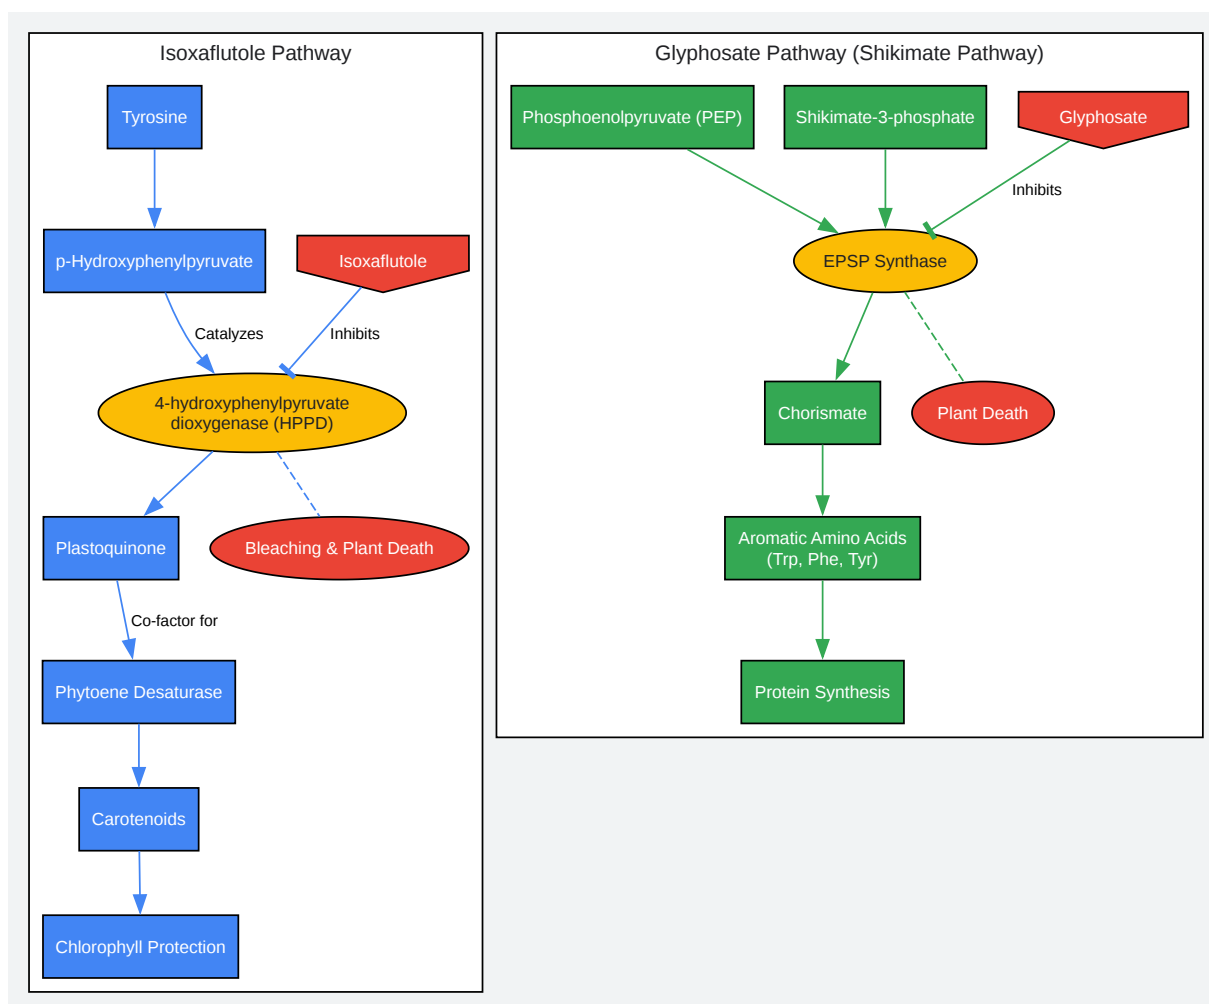 Isoxaflutole Pathway
Tyrosine
p-Hydroxyphenylpyruvate
Isoxaflutole
Catalyzes
Inhibits
4-hydroxyphenylpyruvate
dioxygenase (HPPD)
Plastoquinone
Bleaching & Plant Death
Co-factor for
Phytoene Desaturase
Carotenoids
Chlorophyll Protection
Glyphosate Pathway (Shikimate Pathway)
Phosphoenolpyruvate (PEP)
Shikimate-3-phosphate
Glyphosate
Inhibits
EPSP Synthase
Chorismate
Plant Death
Aromatic Amino Acids
(Trp, Phe, Tyr)
Protein Synthesis